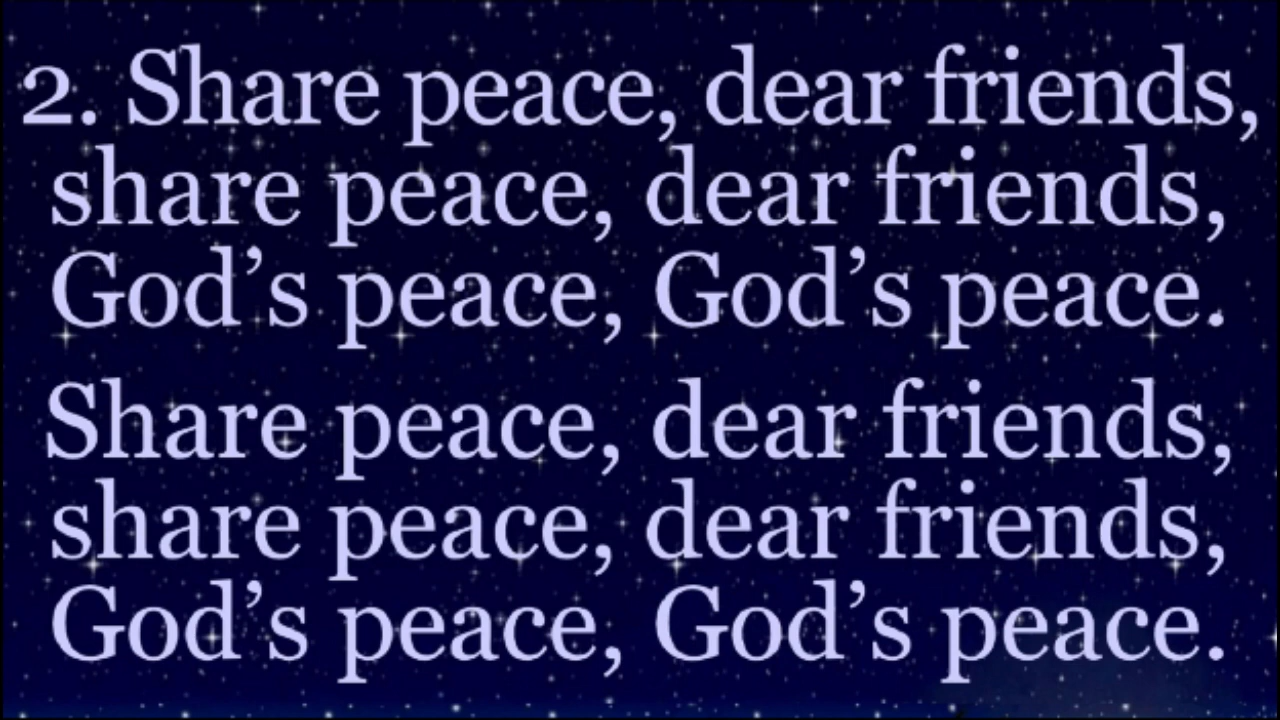 2. Share peace, dear friends,
share peace, dear friends,
God’s peace, God’s peace.
Share peace, dear friends,
share peace, dear friends,
God’s peace, God’s peace.